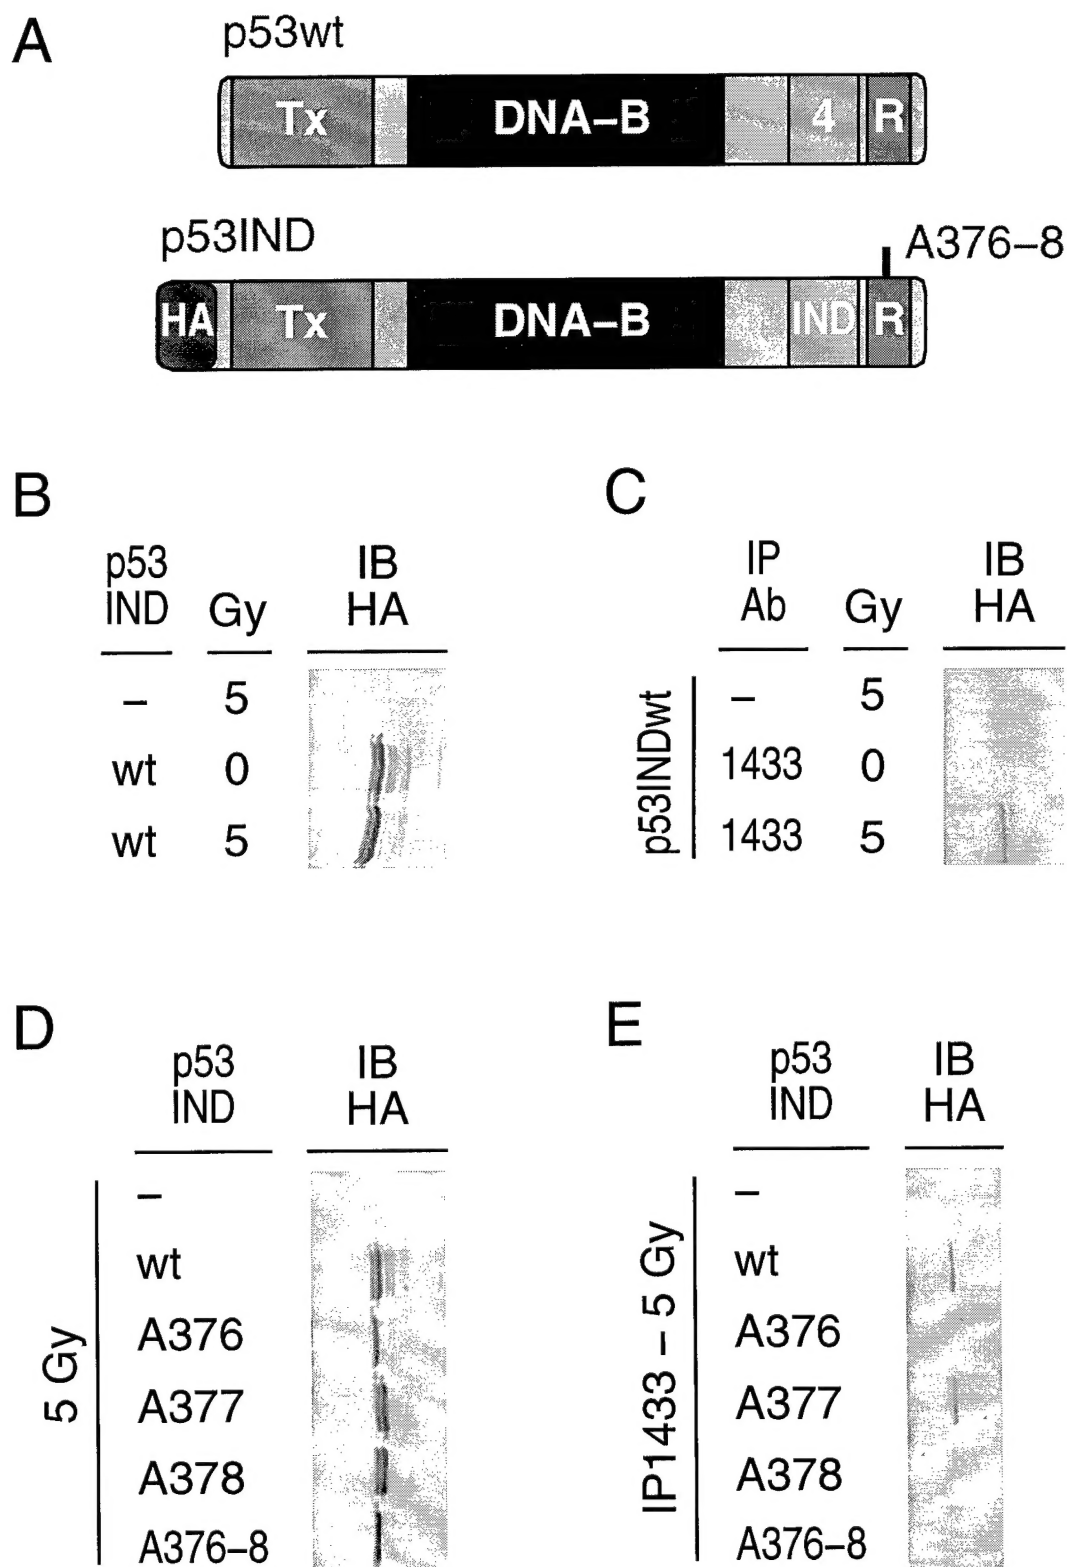 A
p53wt
Tx
DNA–B
4
R
p53IND
A376–8
HA
Tx
DNA–B
IND
R
B
p53
IND
Gy
IB
HA
–
5
wt
0
wt
5
C
IP
Ab
Gy
IB
HA
p53INDwt
–
5
1433
0
1433
5
D
p53
IND
IB
HA
5 Gy
–
wt
A376
A377
A378
A376–8
E
p53
IND
IB
HA
IP1433 – 5 Gy
–
wt
A376
A377
A378
A376–8